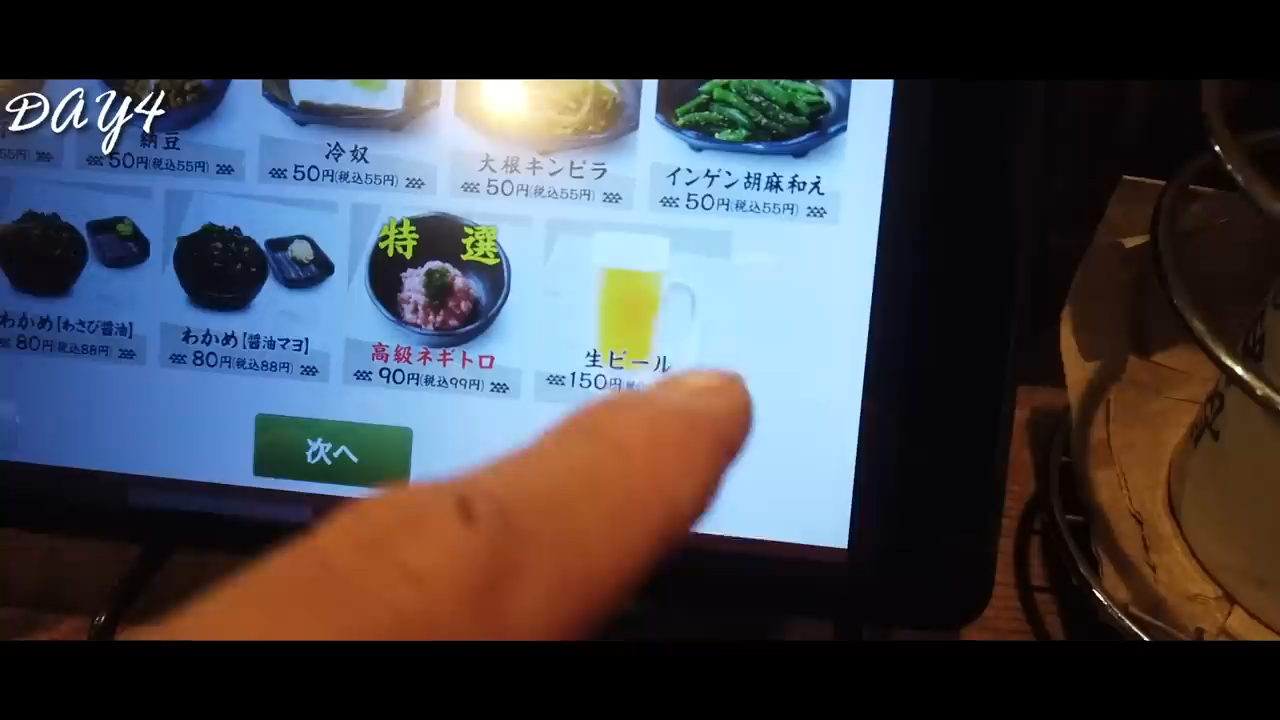 DAY4
納豆
冷奴
大根キンピラ
インゲン胡麻和え
55円)
50円(税込55円)
50円(税込55円)
50円(税込55円)
50円(税込55円)
特選
わかめ【わさび醤油】
わかめ【醤油マヨ】
高級ネギトロ
生ビール
80円(税込88円)
80円(税込88円)
90円(税込99円)
150円
次へ